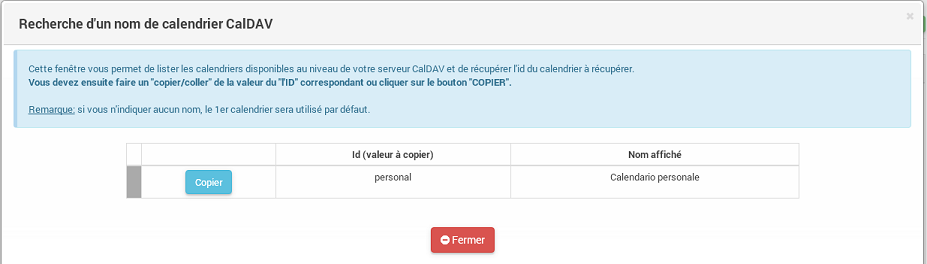 Recherche d'un nom de calendrier CalDAV
×
Cette fenêtre vous permet de lister les calendriers disponibles au niveau de votre serveur CalDAV et de récupérer l'id du calendrier à récupérer.
Vous devez ensuite faire un "copier/coller" de la valeur du "l'ID" correspondant ou cliquer sur le bouton "COPIER".
Remarque: si vous n'indiquer aucun nom, le 1er calendrier sera utilisé par défaut.
Id (valeur à copier) Nom affiché
Copier personal Calendario personale
Fermer